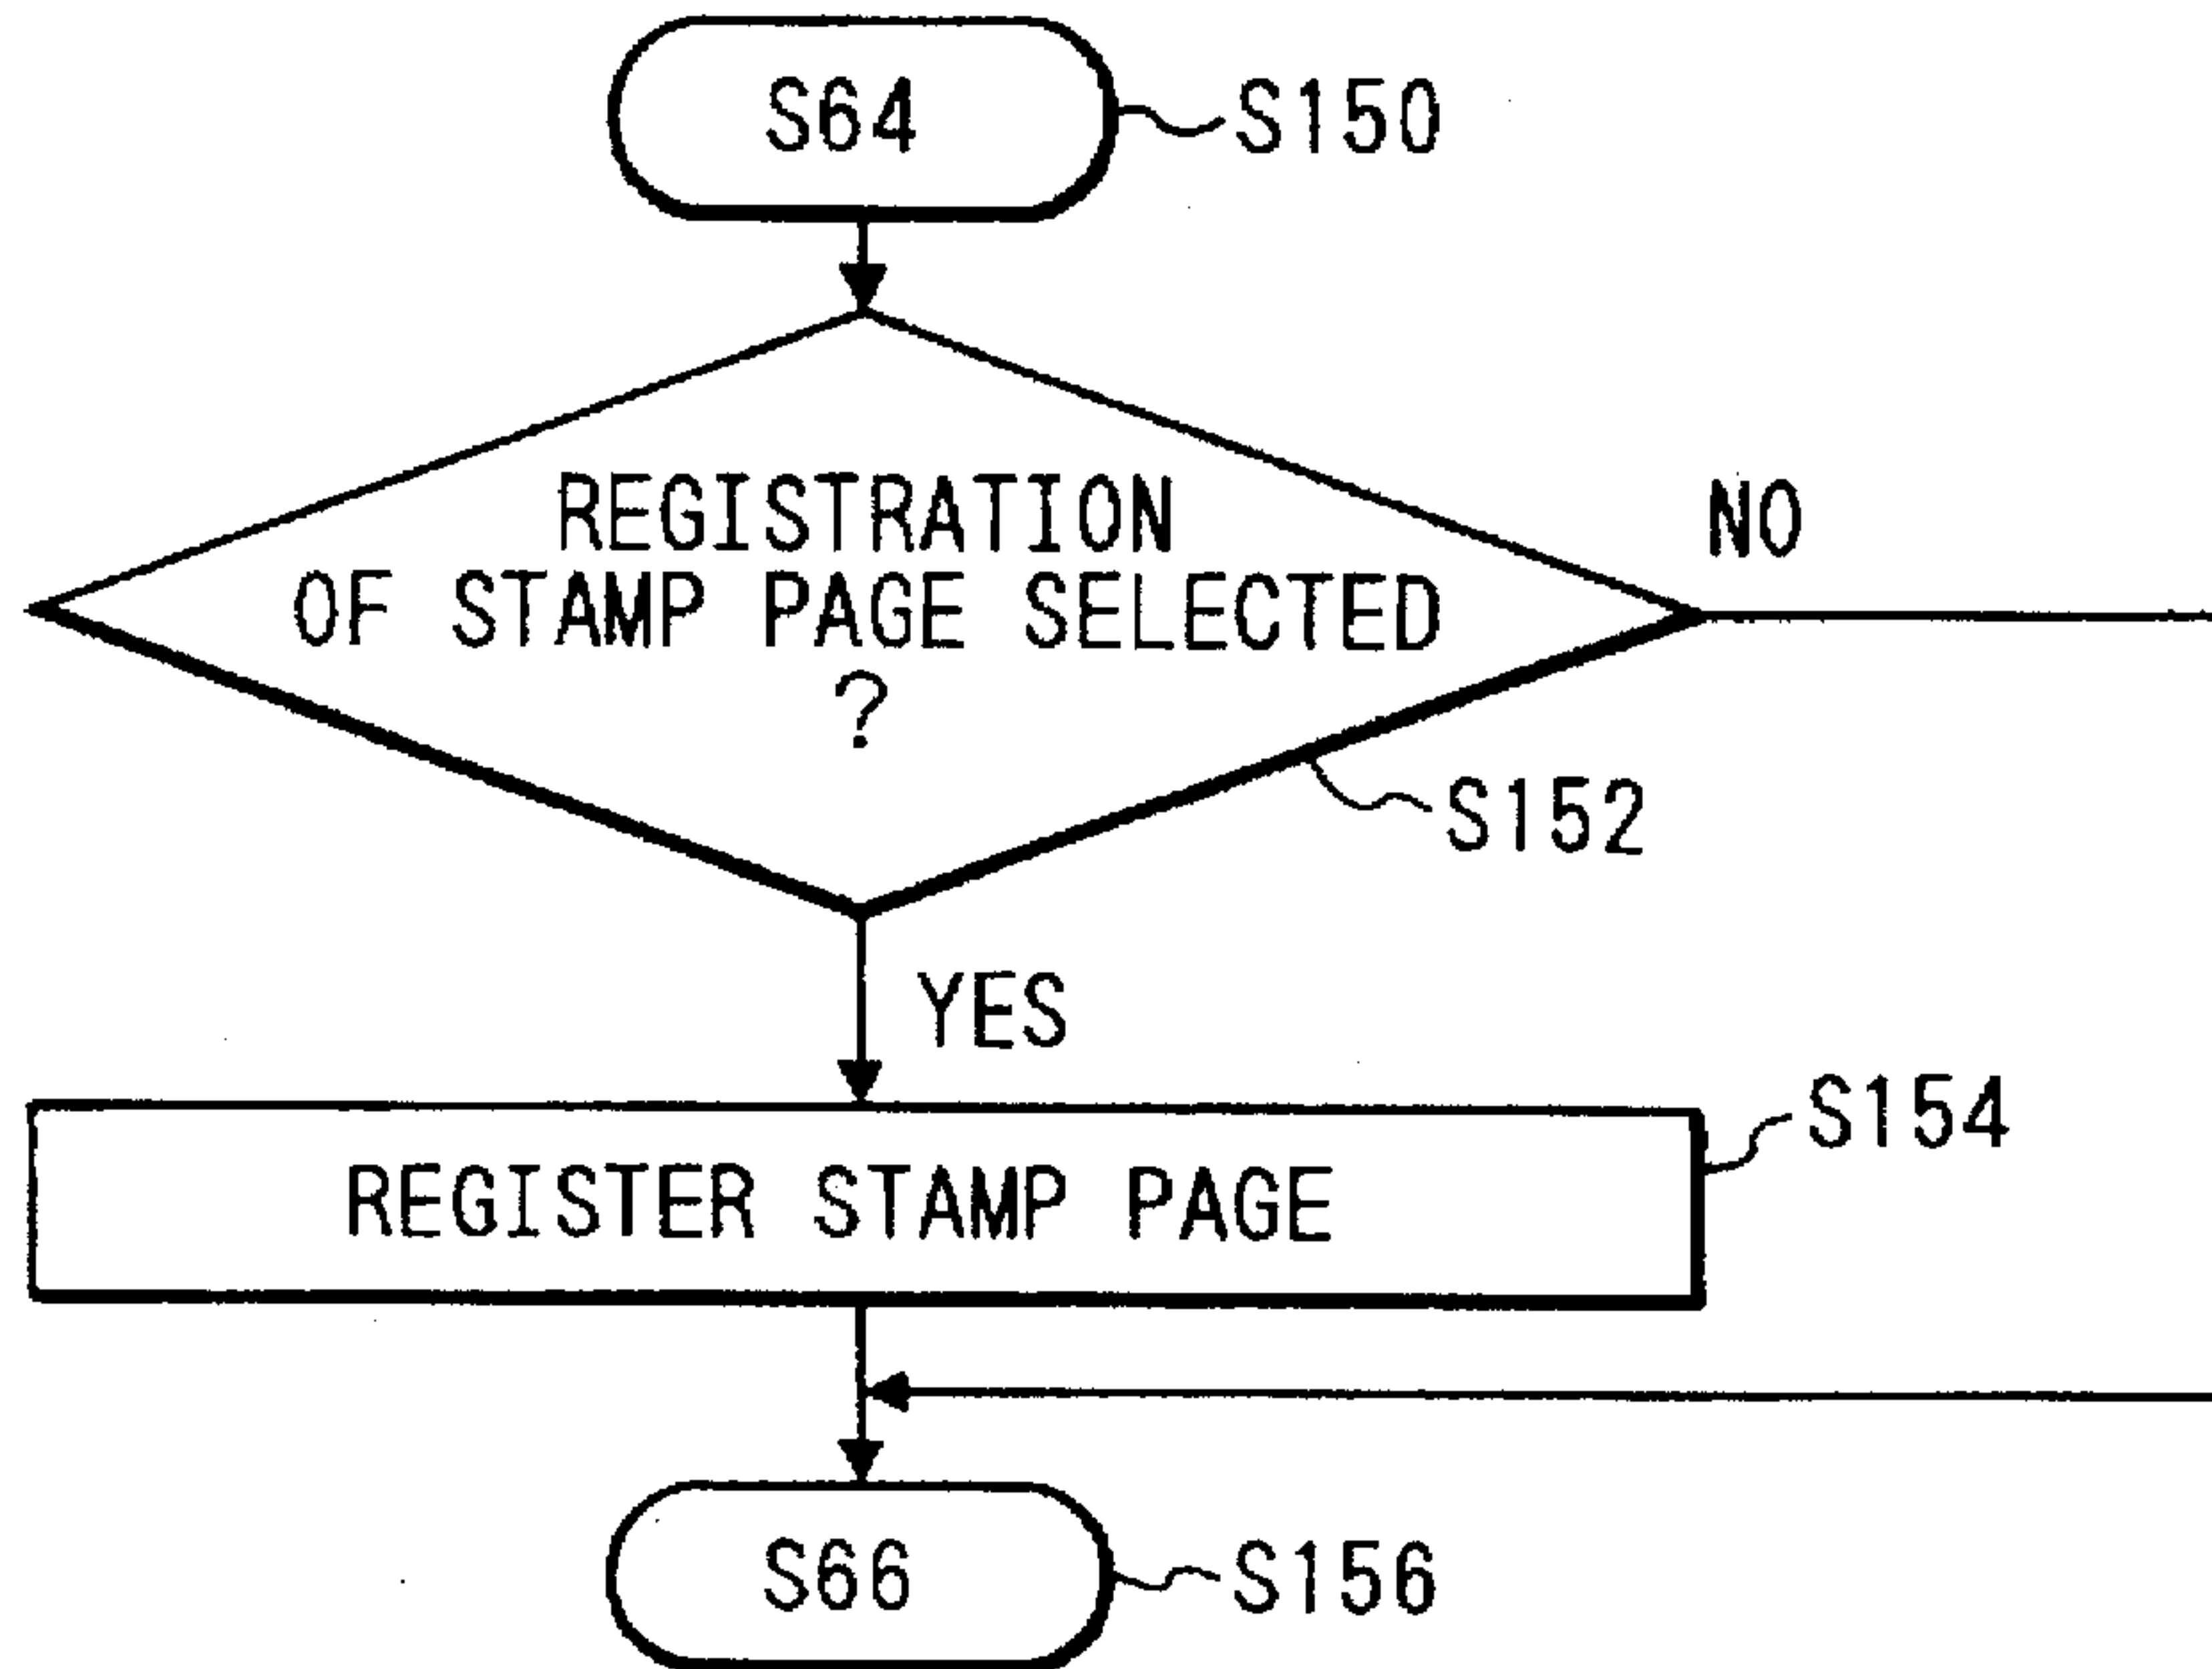 S64
S150
REGISTRATION
OF STAMP PAGE SELECTED
?
NO
S152
YES
S154
REGISTER STAMP PAGE
S66
S156